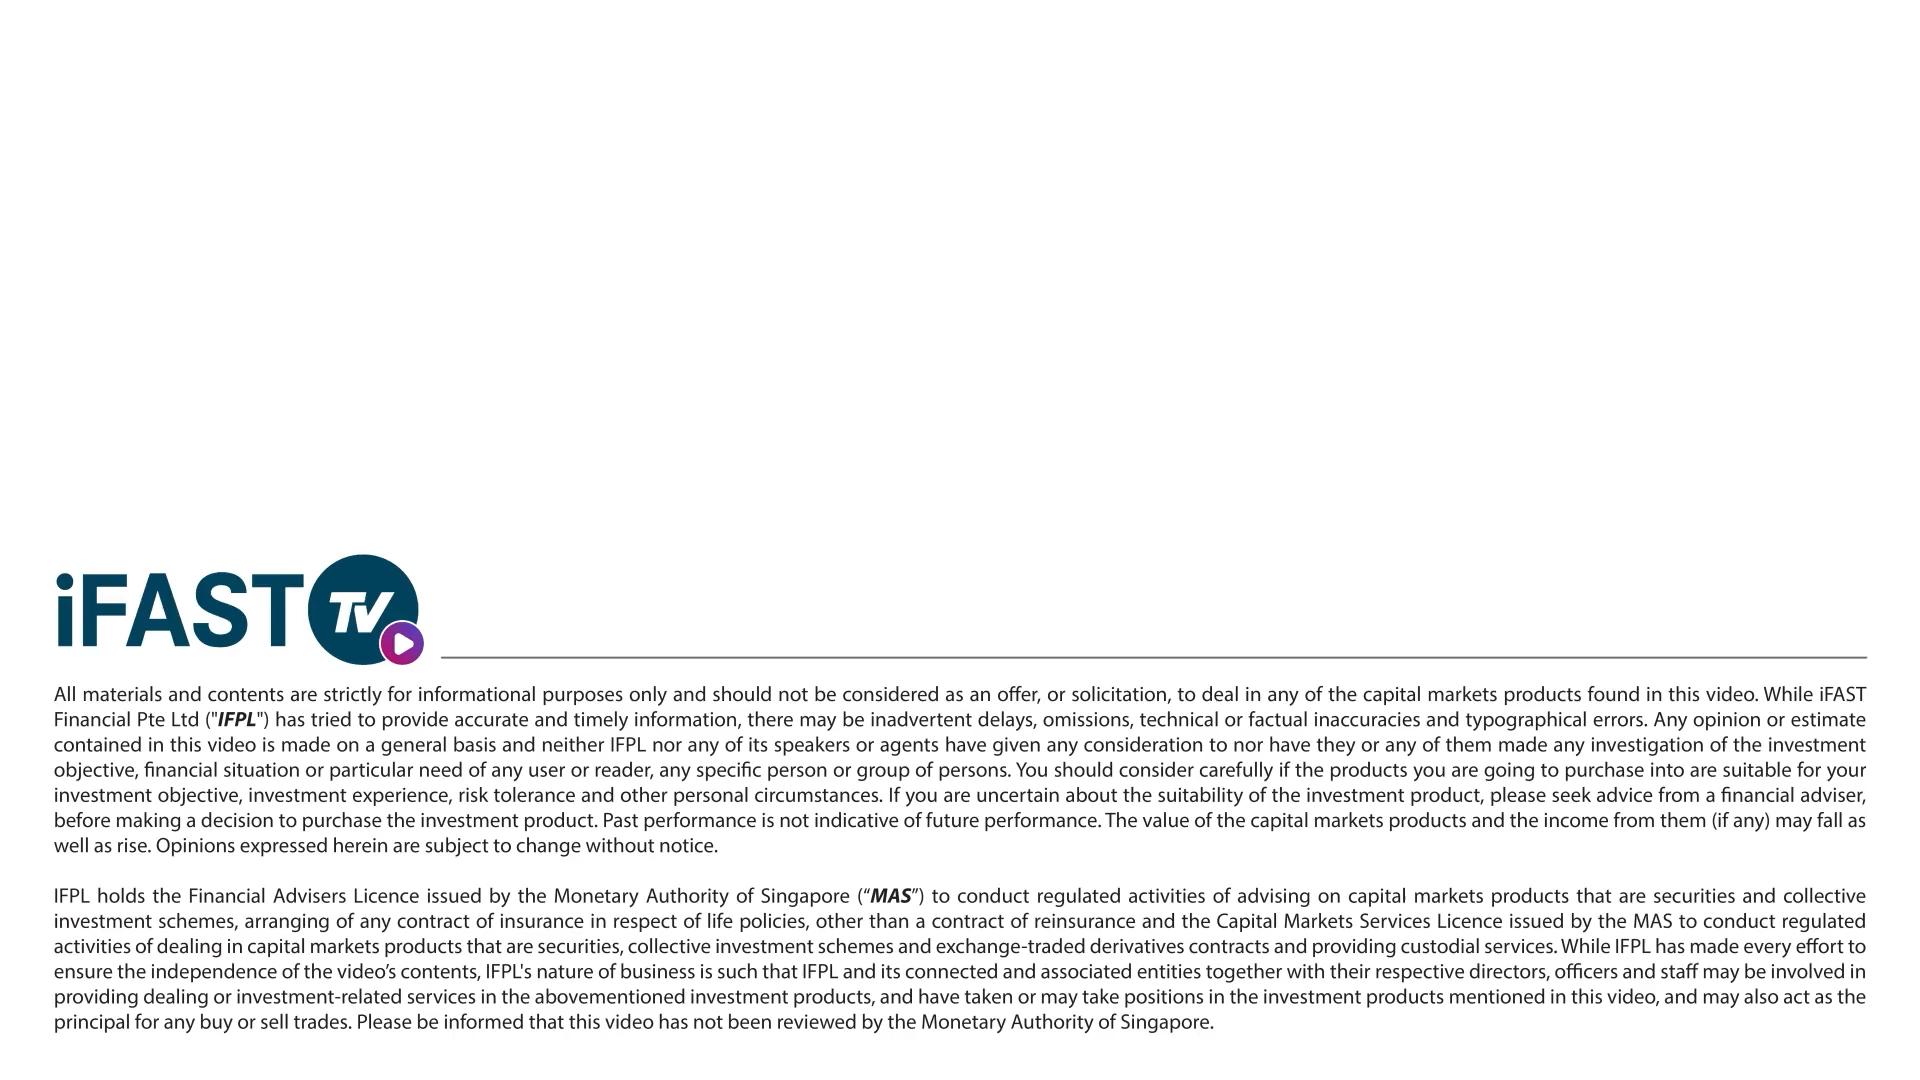 iFAST TV
All materials and contents are strictly for informational purposes only and should not be considered as an offer, or solicitation, to deal in any of the capital markets products found in this video. While iFAST
Financial Pte Ltd ("IFPL") has tried to provide accurate and timely information, there may be inadvertent delays, omissions, technical or factual inaccuracies and typographical errors. Any opinion or estimate
contained in this video is made on a general basis and neither IFPL nor any of its speakers or agents have given any consideration to nor have they or any of them made any investigation of the investment
objective, financial situation or particular need of any user or reader, any specific person or group of persons. You should consider carefully if the products you are going to purchase into are suitable for your
investment objective, investment experience, risk tolerance and other personal circumstances. If you are uncertain about the suitability of the investment product, please seek advice from a financial adviser,
before making a decision to purchase the investment product. Past performance is not indicative of future performance. The value of the capital markets products and the income from them (if any) may fall as
well as rise. Opinions expressed herein are subject to change without notice.
IFPL holds the Financial Advisers Licence issued by the Monetary Authority of Singapore (“MAS”) to conduct regulated activities of advising on capital markets products that are securities and collective
investment schemes, arranging of any contract of insurance in respect of life policies, other than a contract of reinsurance and the Capital Markets Services Licence issued by the MAS to conduct regulated
activities of dealing in capital markets products that are securities, collective investment schemes and exchange-traded derivatives contracts and providing custodial services. While IFPL has made every effort to
ensure the independence of the video’s contents, IFPL's nature of business is such that IFPL and its connected and associated entities together with their respective directors, officers and staff may be involved in
providing dealing or investment-related services in the abovementioned investment products, and have taken or may take positions in the investment products mentioned in this video, and may also act as the
principal for any buy or sell trades. Please be informed that this video has not been reviewed by the Monetary Authority of Singapore.